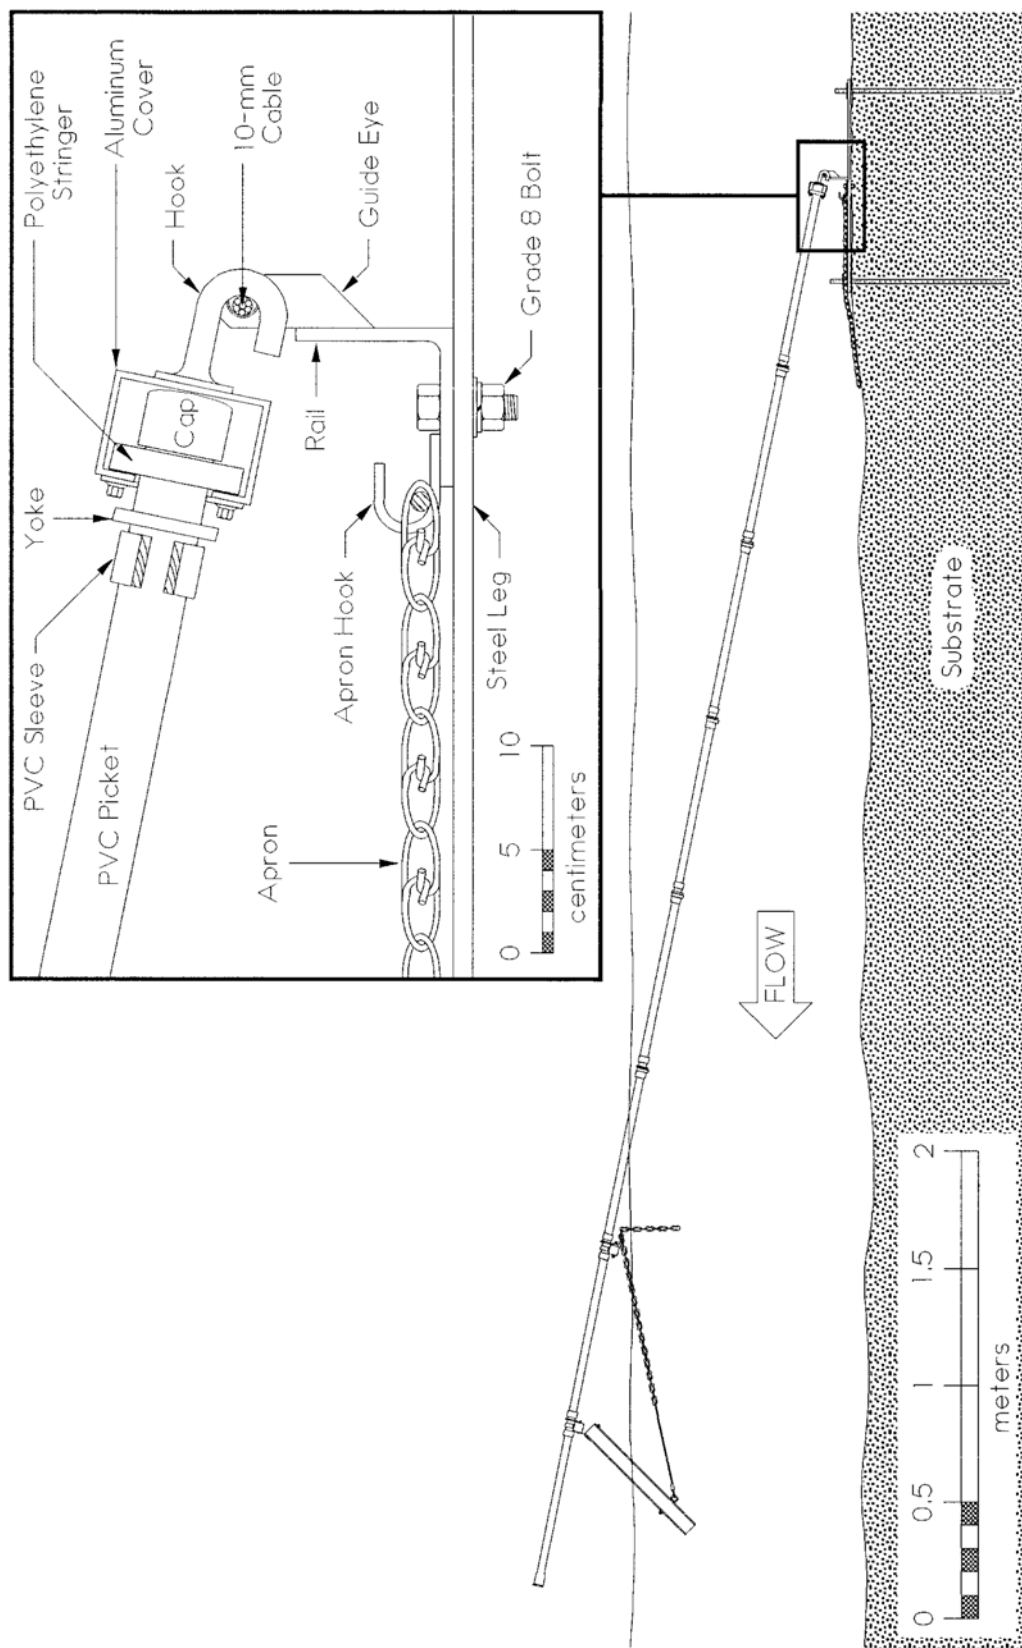 Polyethylene
Stringer
Aluminum
Cover
Yoke
Hook
PVC Sleeve
10-mm
Cable
Cap
PVC Picket
Guide Eye
Rail
Apron Hook
Grade 8 Bolt
Apron
Steel Leg
0 5 10
centimeters
FLOW
Substrate
0 0.5 1 1.5 2
meters